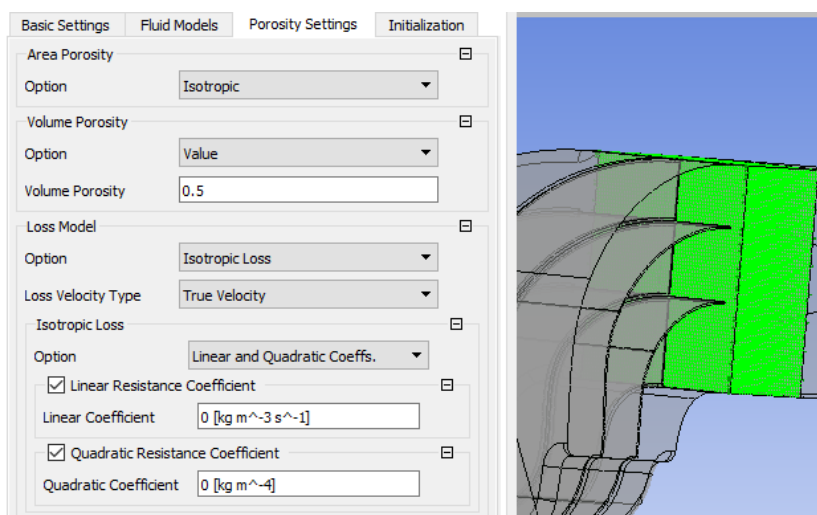 Basic Settings Fluid Models Porosity Settings Initialization
Area Porosity
Option Isotropic
Volume Porosity
Option Value
Volume Porosity 0.5
Loss Model
Option Isotropic Loss
Loss Velocity Type True Velocity
Isotropic Loss
Option Linear and Quadratic Coeffs.
Linear Resistance Coefficient
Linear Coefficient 0 [kg m^-3 s^-1]
Quadratic Resistance Coefficient
Quadratic Coefficient 0 [kg m^-4]